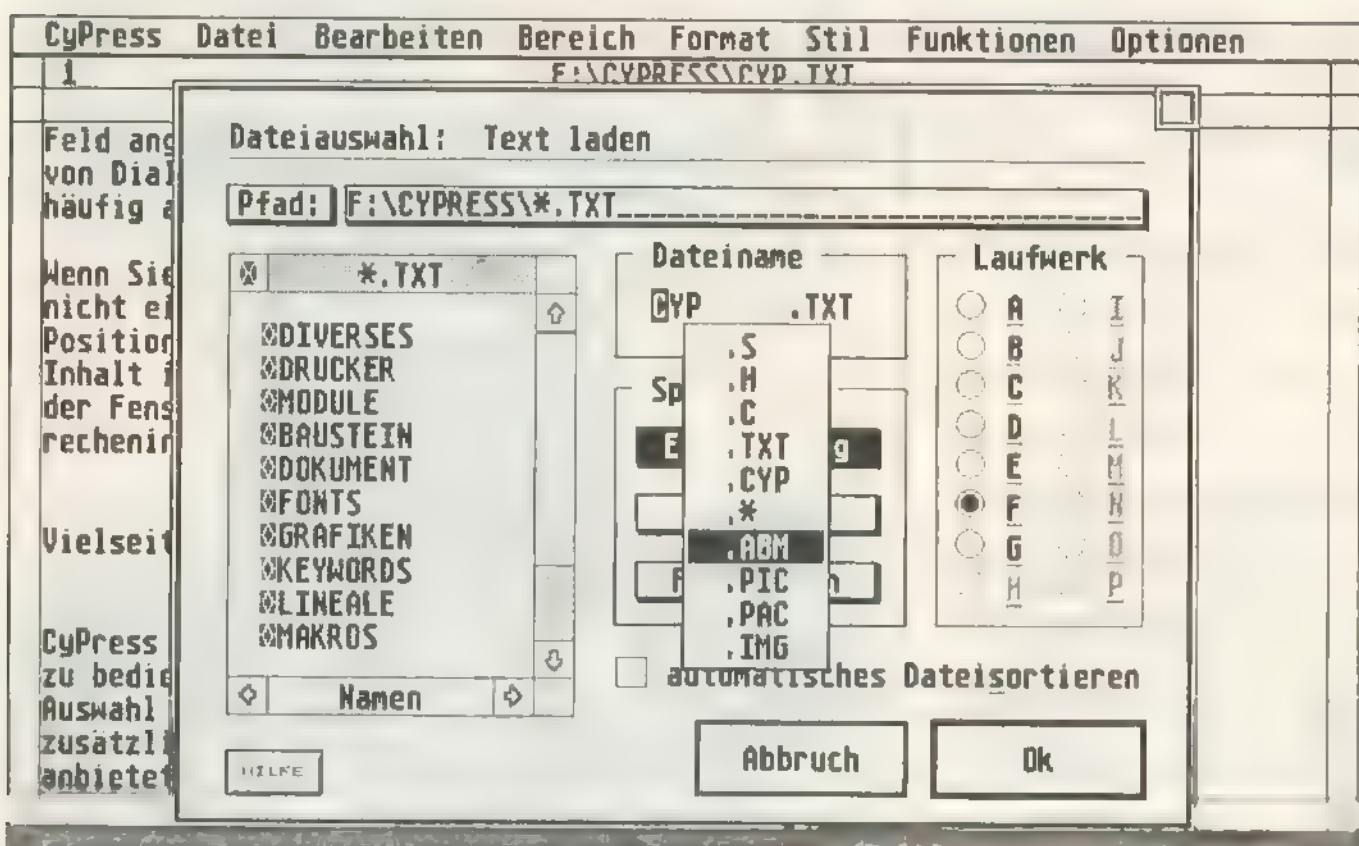 CyPress Datei Bearbeiten Bereich Format Stil Funktionen Optionen
1 F:\CYPRESS\CYP.TXT
Feld ang
von Dial
häufig a
Wenn Sie
nicht ei
Position
Inhalt i
der Fens
rechenin
Vielseit
CyPress
zu bedie
Auswahl
zusätzli
anbietet
Dateiauswahl: Text laden
Pfad: F:\CYPRESS\*.TXT
*.TXT
DIVERSES
DRUCKER
MODULE
BAUSTEIN
DOKUMENT
FONTS
GRAFIKEN
KEYWORDS
LINEALE
MAKROS
Namen
HILFE
Dateiname
CYP .TXT
.S
.H
.C
.TXT
.CYP
.*
.ABM
.PIC
.PAC
.IMG
Sp
E g
F n
Laufwerk
A I
B J
C K
D L
E M
F N
G O
H P
automatisches Dateisortieren
Abbruch Ok